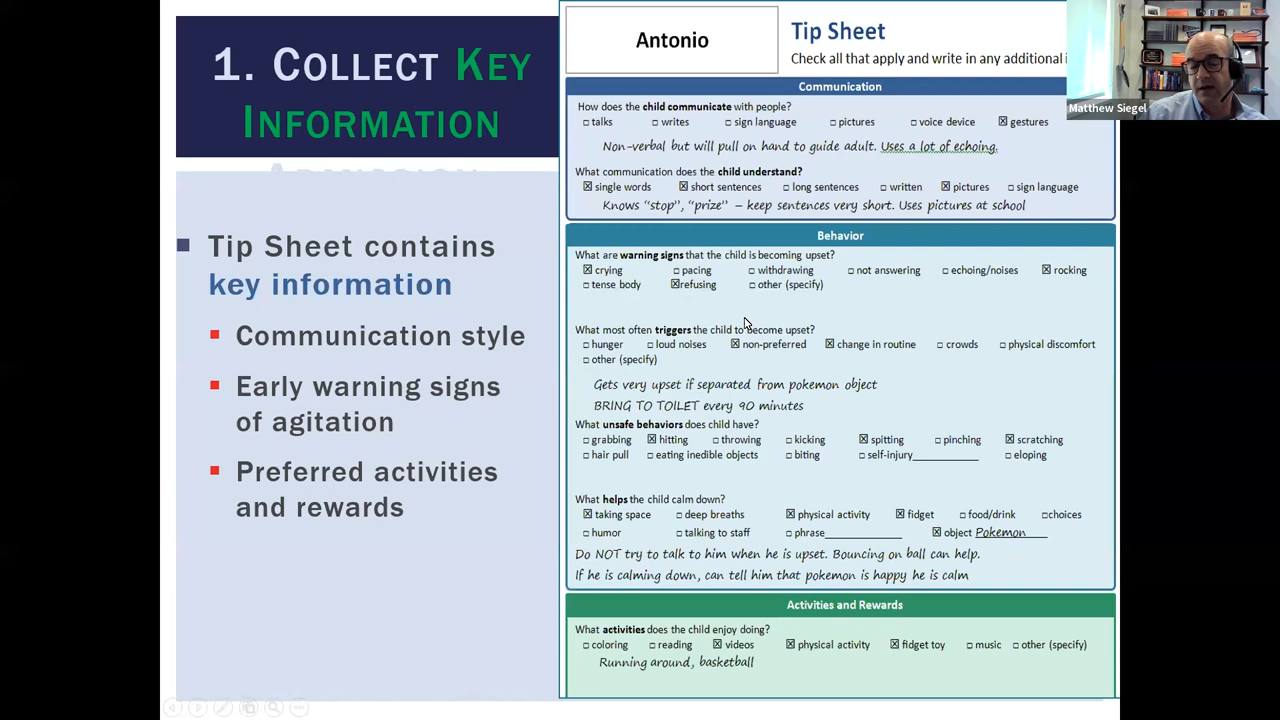 1. COLLECT KEY
INFORMATION
ADMISSION
Tip Sheet contains
key information
Communication style
Early warning signs
of agitation
Preferred activities
and rewards
Antonio
Tip Sheet
Check all that apply and write in any additional i
Matthew Siegel
Communication
How does the child communicate with people?
☐ talks ☐ writes ☐ sign language ☐ pictures ☐ voice device ☒ gestures
Non-verbal but will pull on hand to guide adult. Uses a lot of echoing.
What communication does the child understand?
☒ single words ☒ short sentences ☐ long sentences ☐ written ☒ pictures ☐ sign language
Knows "stop", "prize" – keep sentences very short. Uses pictures at school
Behavior
What are warning signs that the child is becoming upset?
☒ crying ☐ pacing ☐ withdrawing ☐ not answering ☐ echoing/noises ☒ rocking
☐ tense body ☒refusing ☐ other (specify)
What most often triggers the child to become upset?
☐ hunger ☐ loud noises ☒ non-preferred ☒ change in routine ☐ crowds ☐ physical discomfort
☐ other (specify)
Gets very upset if separated from pokemon object
BRING TO TOILET every 90 minutes
What unsafe behaviors does child have?
☐ grabbing ☒ hitting ☐ throwing ☐ kicking ☒ spitting ☐ pinching ☒ scratching
☐ hair pull ☐ eating inedible objects ☐ biting ☐ self-injury___________ ☐ eloping
What helps the child calm down?
☒ taking space ☐ deep breaths ☒ physical activity ☒ fidget ☐ food/drink ☐choices
☐ humor ☐ talking to staff ☐ phrase_____________ ☒ object Pokemon____
Do NOT try to talk to him when he is upset. Bouncing on ball can help.
If he is calming down, can tell him that pokemon is happy he is calm
Activities and Rewards
What activities does the child enjoy doing?
☐ coloring ☐ reading ☒ videos ☒ physical activity ☒ fidget toy ☐ music ☐ other (specify)
Running around, basketball